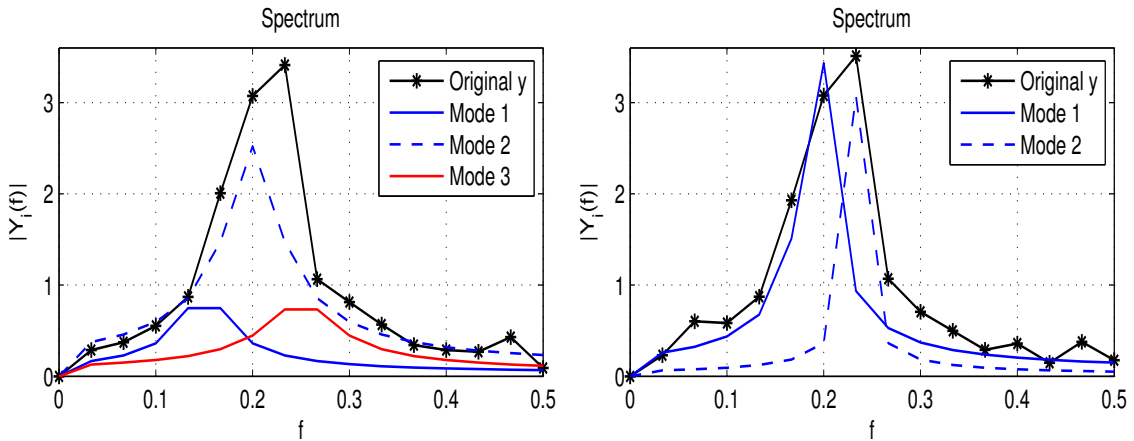 Spectrum
|Y_i(f)|
3
2
1
0
0
0.1
0.2
0.3
0.4
0.5
f
Original y
Mode 1
Mode 2
Mode 3
Spectrum
|Y_i(f)|
3
2
1
0
0
0.1
0.2
0.3
0.4
0.5
f
Original y
Mode 1
Mode 2